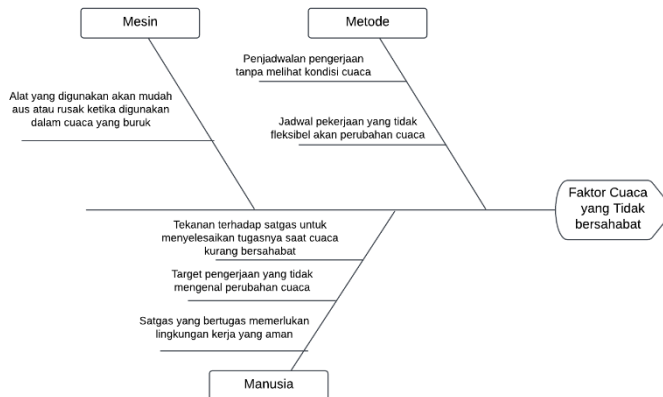 Mesin
Metode
Penjadwalan pengerjaan
tanpa melihat kondisi cuaca
Alat yang digunakan akan mudah
aus atau rusak ketika digunakan
dalam cuaca yang buruk
Jadwal pekerjaan yang tidak
fleksibel akan perubahan cuaca
Faktor Cuaca
yang Tidak
bersahabat
Tekanan terhadap satgas untuk
menyelesaikan tugasnya saat cuaca
kurang bersahabat
Target pengerjaan yang tidak
mengenal perubahan cuaca
Satgas yang bertugas memerlukan
lingkungan kerja yang aman
Manusia